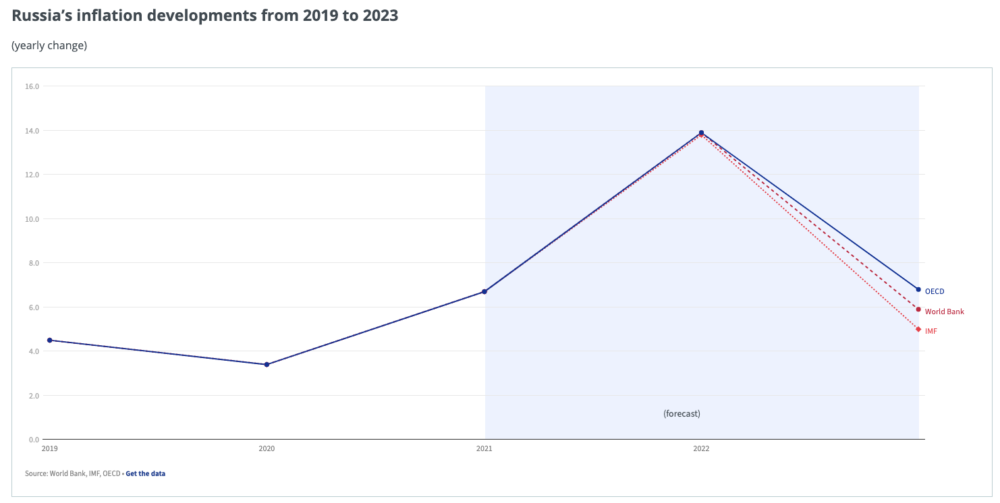 Russia’s inflation developments from 2019 to 2023
(yearly change)
16.0
14.0
12.0
10.0
8.0
6.0
4.0
2.0
0.0
OECD
World Bank
IMF
(forecast)
2019 2020 2021 2022
Source: World Bank, IMF, OECD • Get the data